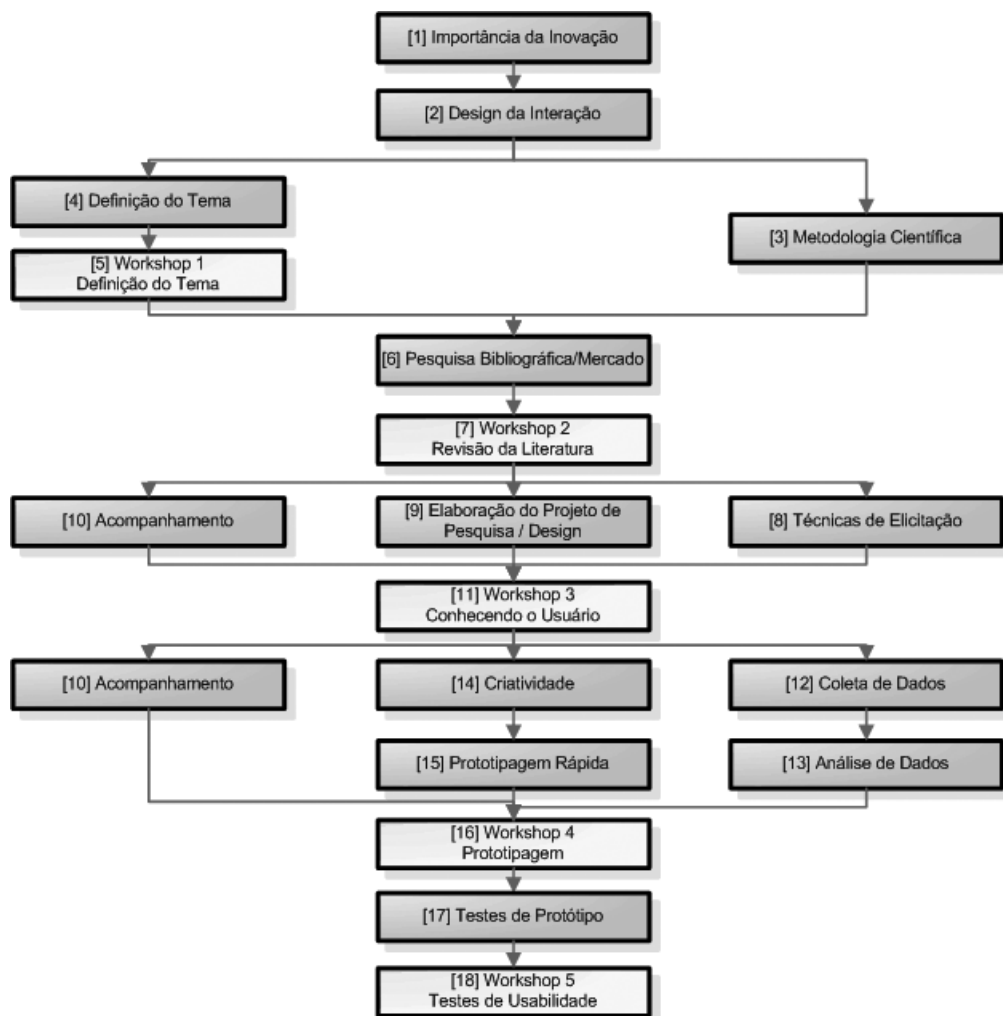 [1] Importância da Inovação
[2] Design da Interação
[4] Definição do Tema
[3] Metodologia Científica
[5] Workshop 1
Definição do Tema
[6] Pesquisa Bibliográfica/Mercado
[7] Workshop 2
Revisão da Literatura
[10] Acompanhamento
[9] Elaboração do Projeto de
Pesquisa / Design
[8] Técnicas de Elicitação
[11] Workshop 3
Conhecendo o Usuário
[10] Acompanhamento
[14] Criatividade
[12] Coleta de Dados
[15] Prototipagem Rápida
[13] Análise de Dados
[16] Workshop 4
Prototipagem
[17] Testes de Protótipo
[18] Workshop 5
Testes de Usabilidade